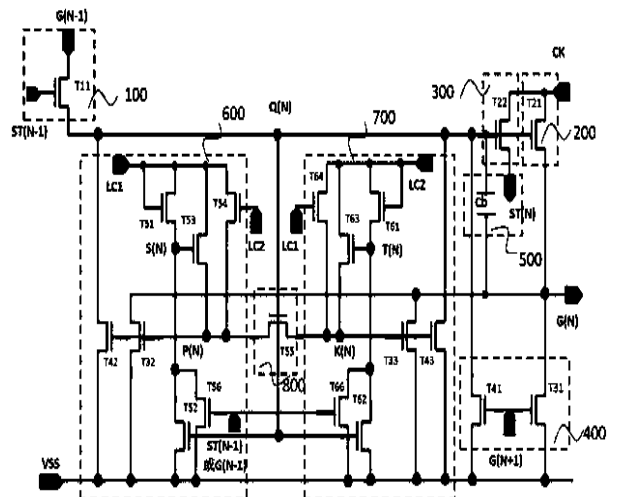 G(N-1)
T11
100
ST(N-1)
Q(N)
CK
300
T22
T21
200
600
700
LC1
T51
T53
T54
S(N)
LC2
T64
LC1
T63
T61
LC2
T(N)
Cb
ST(N)
500
G(N)
T42
T32
P(N)
T55
K(N)
T33
T43
800
T56
T52
T66
T62
ST(N-1)
或G(N-1)
T41
T31
G(N+1)
400
VSS